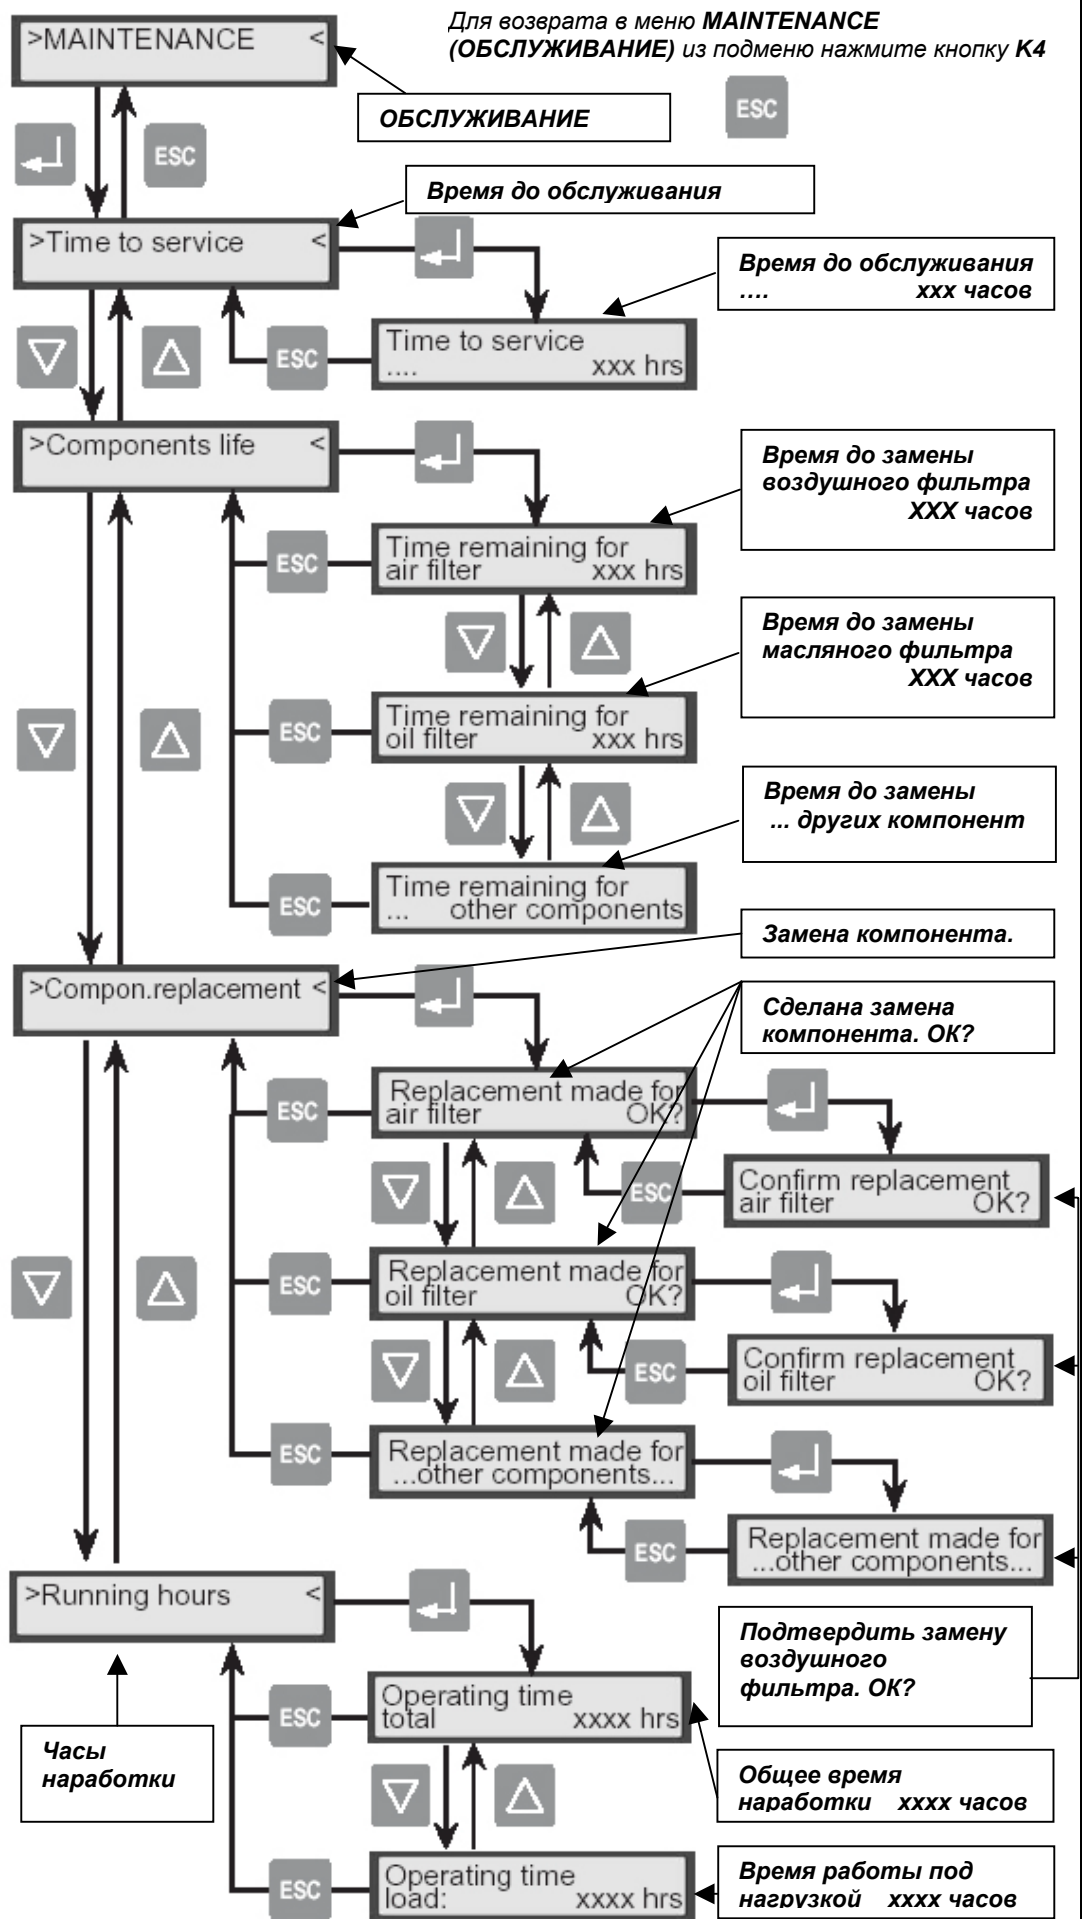 >MAINTENANCE <
Для возврата в меню MAINTENANCE
(ОБСЛУЖИВАНИЕ) из подменю нажмите кнопку K4
ESC
ОБСЛУЖИВАНИЕ
ESC
Время до обслуживания
>Time to service <
Время до обслуживания
.... xxx часов
Time to service
.... xxx hrs
ESC
>Components life <
Время до замены
воздушного фильтра
XXX часов
Time remaining for
air filter xxx hrs
ESC
Время до замены
масляного фильтра
XXX часов
Time remaining for
oil filter xxx hrs
ESC
Время до замены
... других компонент
Time remaining for
... other components
ESC
Замена компонента.
>Compon.replacement <
Сделана замена
компонента. ОК?
Replacement made for
air filter OK?
ESC
Confirm replacement
air filter OK?
ESC
Replacement made for
oil filter OK?
ESC
Confirm replacement
oil filter OK?
ESC
Replacement made for
...other components...
ESC
Replacement made for
...other components...
ESC
>Running hours <
Подтвердить замену
воздушного
фильтра. ОК?
Operating time
total xxxx hrs
ESC
Часы
наработки
Общее время
наработки xxxx часов
Operating time
load: xxxx hrs
ESC
Время работы под
нагрузкой xxxx часов